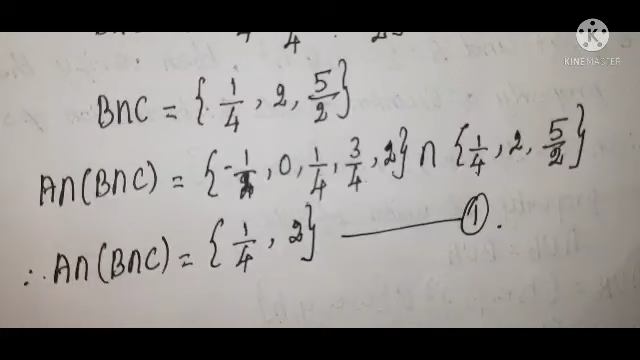 KINEMASTER
B∩C = {1/4, 2, 5/2}
A∩(B∩C) = {-1/2, 0, 1/4, 3/4, 2} ∩ {1/4, 2, 5/2}
∴ A∩(B∩C) = {1/4, 2} ——— ①.